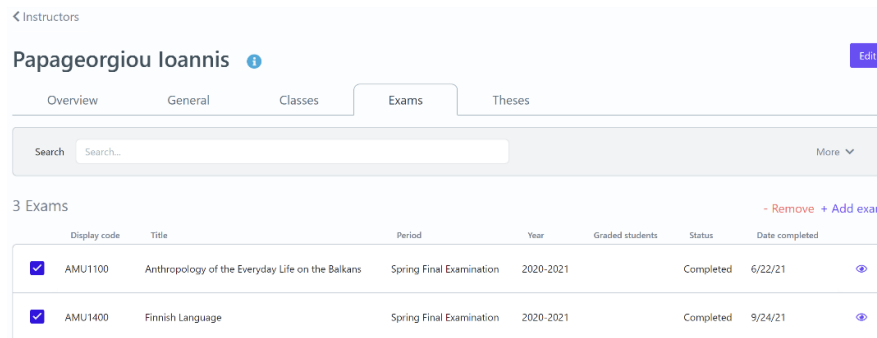 Instructors
Papageorgiou Ioannis
Edit
Overview General Classes Exams Theses
Search Search... More
3 Exams
- Remove + Add exar
Display code Title Period Year Graded students Status Date completed
AMU1100 Anthropology of the Everyday Life on the Balkans Spring Final Examination 2020-2021 Completed 6/22/21
AMU1400 Finnish Language Spring Final Examination 2020-2021 Completed 9/24/21